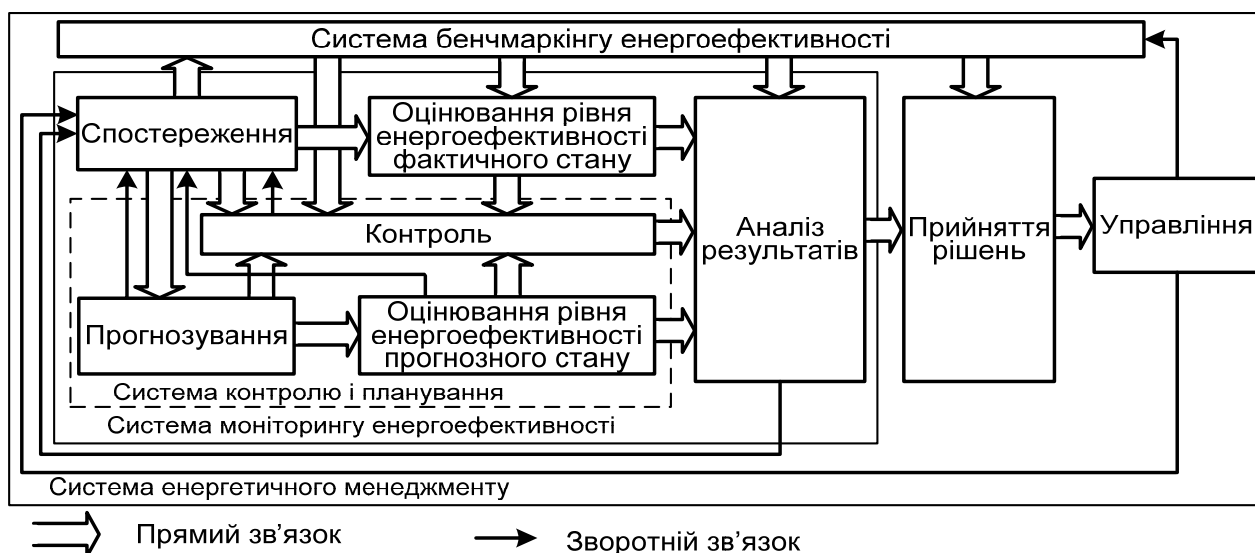 Система бенчмаркінгу енергоефективності
Спостереження
Оцінювання рівня
енергоефективності
фактичного стану
Контроль
Аналіз
результатів
Прийняття
рішень
Управління
Прогнозування
Оцінювання рівня
енергоефективності
прогнозного стану
Система контролю і планування
Система моніторингу енергоефективності
Система енергетичного менеджменту
Прямий зв'язок
Зворотній зв'язок